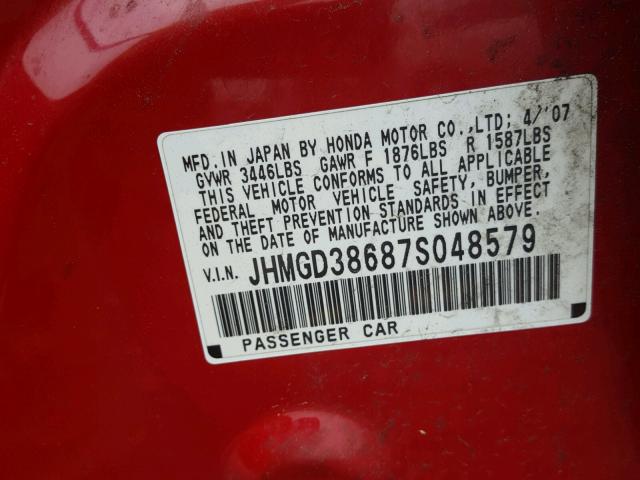 MFD. IN JAPAN BY HONDA MOTOR CO.,LTD; 4/'07
GVWR 3446LBS GAWR F 1876LBS R 1587LBS
THIS VEHICLE CONFORMS TO ALL APPLICABLE
FEDERAL MOTOR VEHICLE SAFETY, BUMPER,
AND THEFT PREVENTION STANDARDS IN EFFECT
ON THE DATE OF MANUFACTURE SHOWN ABOVE.
V.I.N. JHMGD38687S048579
PASSENGER CAR